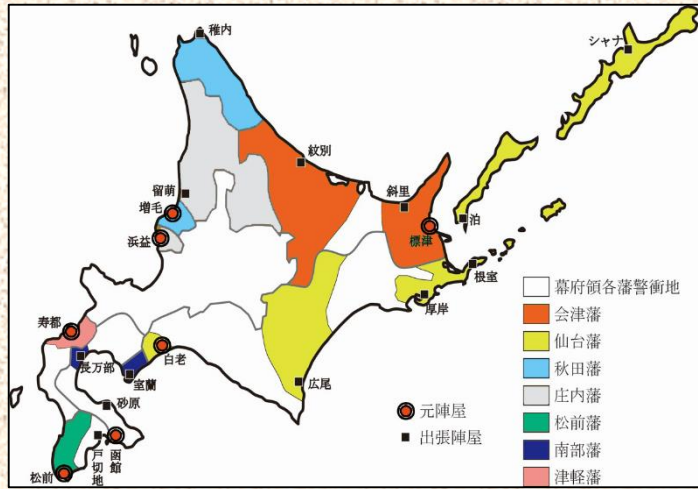 稚内
シャナ
紋別
留萌
増毛
浜益
斜里
標津
泊
根室
厚岸
寿都
長万部
白老
室蘭
広尾
砂原
戸切地
函館
松前
元陣屋
出張陣屋
幕府領各藩警衝地
会津藩
仙台藩
秋田藩
庄内藩
松前藩
南部藩
津軽藩